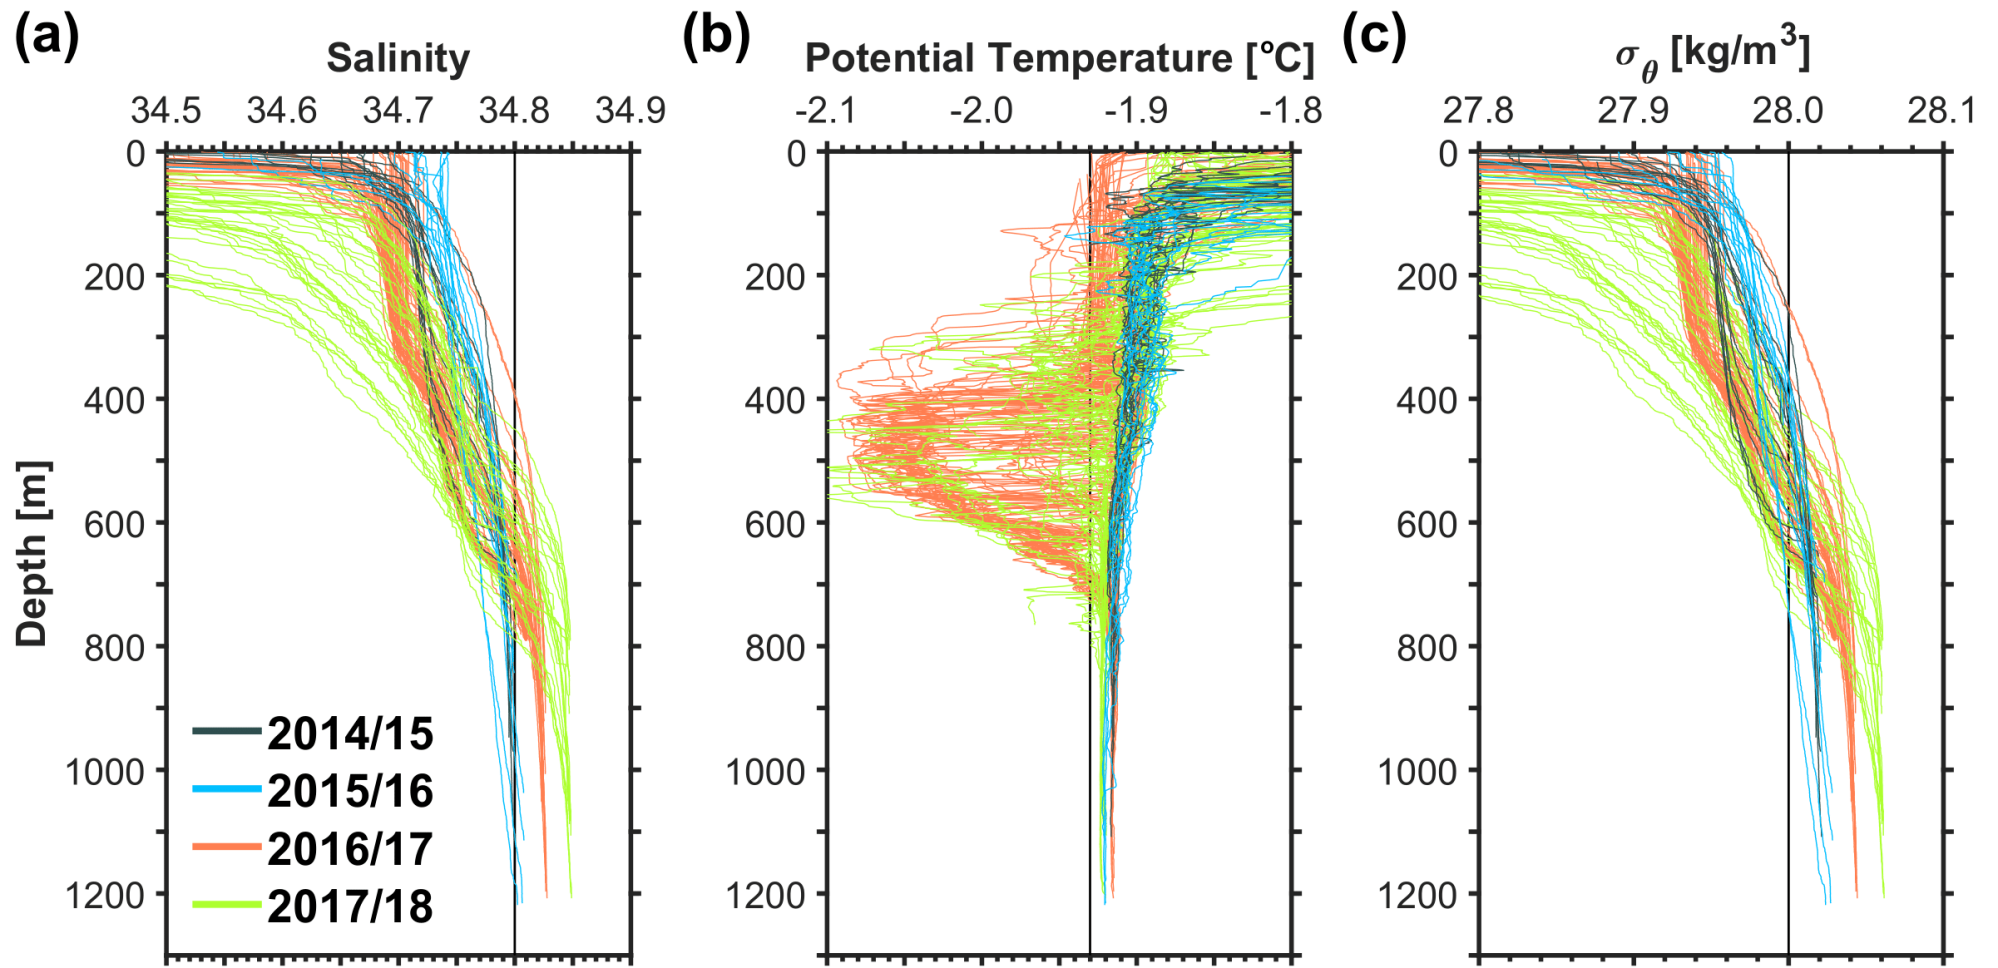 (a)
Salinity
34.5 34.6 34.7 34.8 34.9
0
200
400
600
800
1000
1200
Depth [m]
2014/15
2015/16
2016/17
2017/18
(b)
Potential Temperature [°C]
-2.1 -2.0 -1.9 -1.8
0
200
400
600
800
1000
1200
(c)
σθ [kg/m³]
27.8 27.9 28.0 28.1
0
200
400
600
800
1000
1200